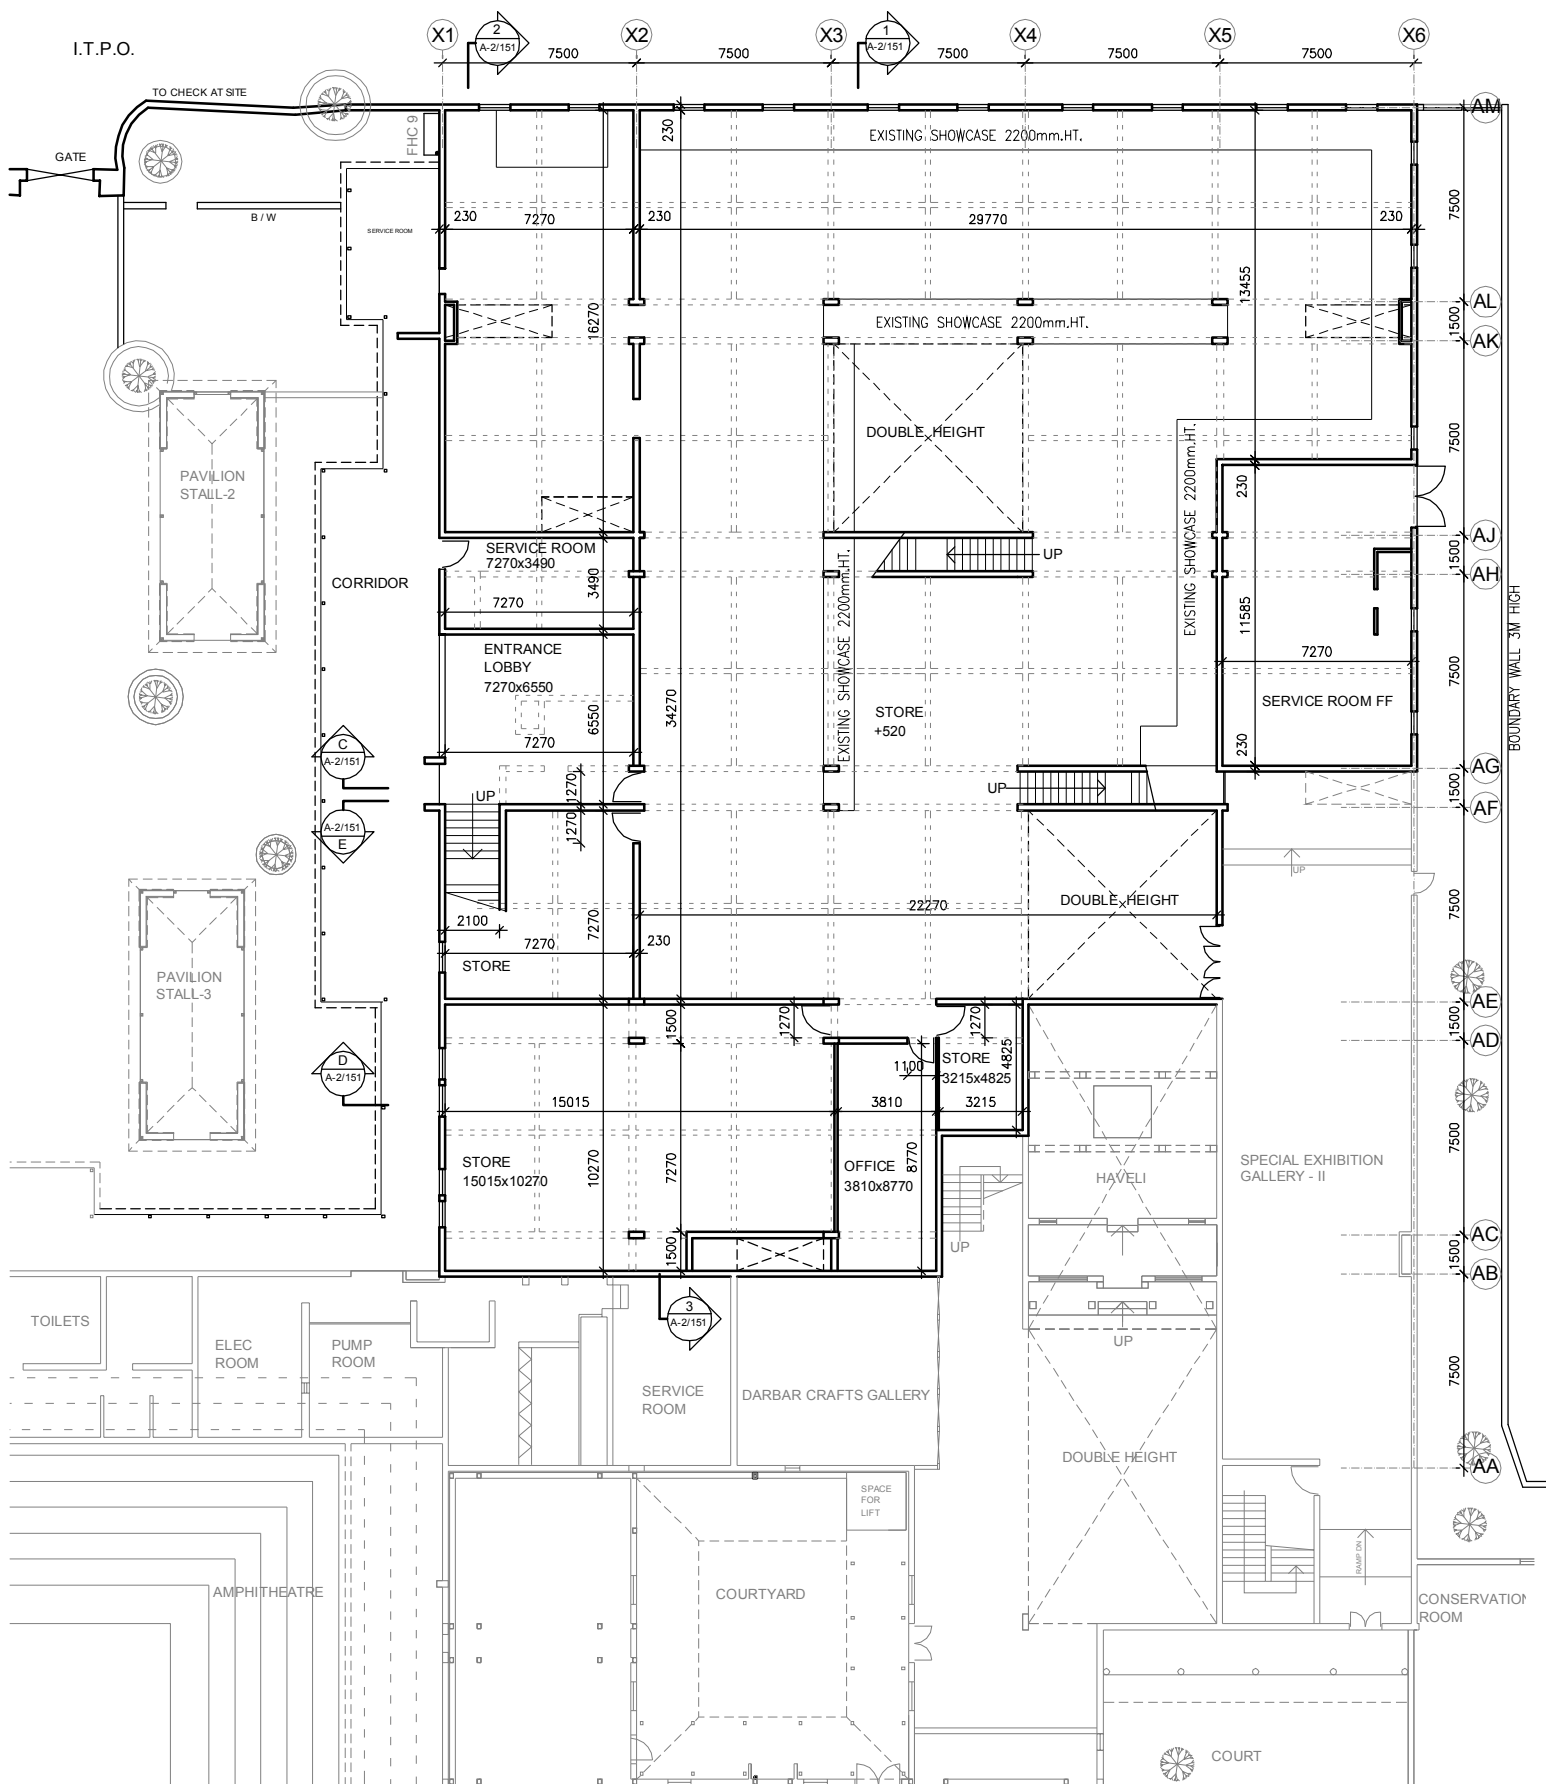 I.T.P.O.
X1
2
A-2/151
X2
X3
1
A-2/151
X4
X5
X6
7500
7500
7500
7500
7500
TO CHECK AT SITE
AM
FHC 9
230
EXISTING SHOWCASE 2200mm.HT.
GATE
B / W
SERVICE ROOM
230
7270
230
29770
230
7500
13455
16270
AL
EXISTING SHOWCASE 2200mm.HT.
1500
AK
DOUBLE HEIGHT
7500
PAVILION
STALL-2
EXISTING SHOWCASE 2200mm.HT.
230
AJ
SERVICE ROOM
7270x3490
UP
1500
AH
CORRIDOR
3490
7270
EXISTING SHOWCASE 2200mm.HT.
11585
BOUNDARY WALL 3M HIGH
ENTRANCE
LOBBY
7270x6550
7270
7500
SERVICE ROOM FF
34270
6550
STORE
+520
7270
230
C
A-2/151
AG
1270
UP
UP
1500
AF
A-2/151
E
1270
UP
DOUBLE HEIGHT
22270
7500
2100
7270
7270
230
STORE
PAVILION
STALL-3
AE
1500
1270
1270
1500
AD
D
A-2/151
STORE
3215x4825
4825
1100
15015
3810
3215
7500
STORE
15015x10270
10270
7270
OFFICE
3810x8770
8770
HAVELI
SPECIAL EXHIBITION
GALLERY - II
1500
UP
AC
1500
AB
TOILETS
ELEC
ROOM
PUMP
ROOM
3
A-2/151
UP
7500
SERVICE
ROOM
DARBAR CRAFTS GALLERY
DOUBLE HEIGHT
AA
SPACE
FOR
LIFT
RAMP DN
AMPHITHEATRE
COURTYARD
CONSERVATION
ROOM
COURT